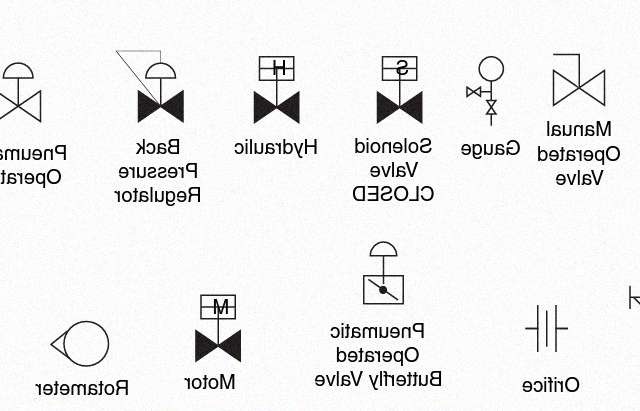 Manual
Operated
Valve
Gauge
S
Solenoid
Valve
CLOSED
H
Hydraulic
Back
Pressure
Regulator
Pneuma
Operat
Orifice
Pneumatic
Operated
Butterfly Valve
M
Motor
Rotameter